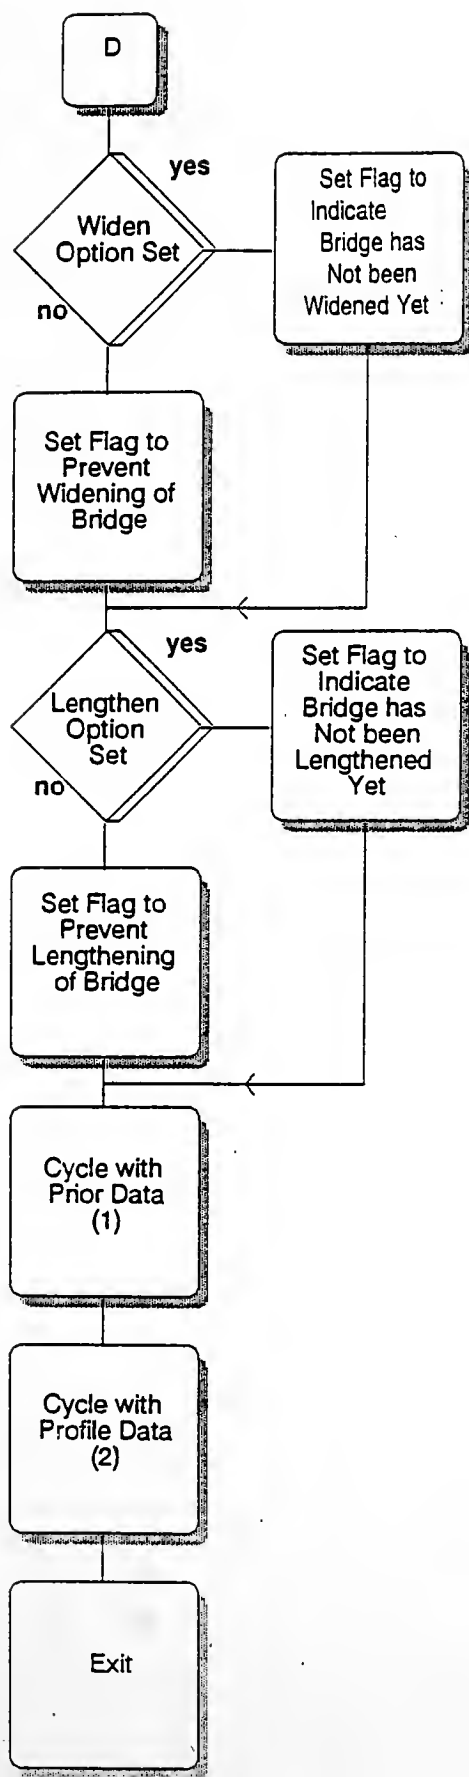 D
yes
Widen
Option Set
no
Set Flag to
Indicate
Bridge has
Not been
Widened Yet
Set Flag to
Prevent
Widening of
Bridge
yes
Lengthen
Option
Set
no
Set Flag to
Indicate
Bridge has
Not been
Lengthened
Yet
Set Flag to
Prevent
Lengthening
of Bridge
Cycle with
Prior Data
(1)
Cycle with
Profile Data
(2)
Exit